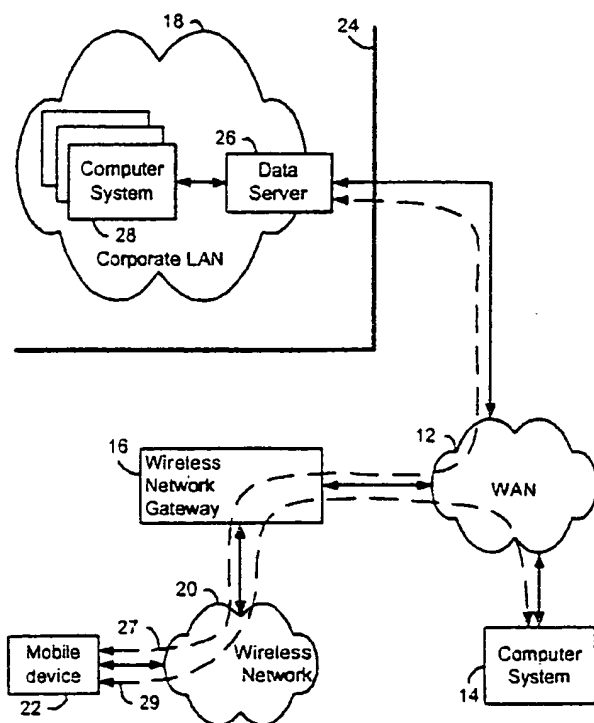 18
24
26
Computer
System
Data
Server
28
Corporate LAN
12
16
Wireless
Network
Gateway
WAN
20
27
Mobile
device
Wireless
Network
22
29
Computer
System
14